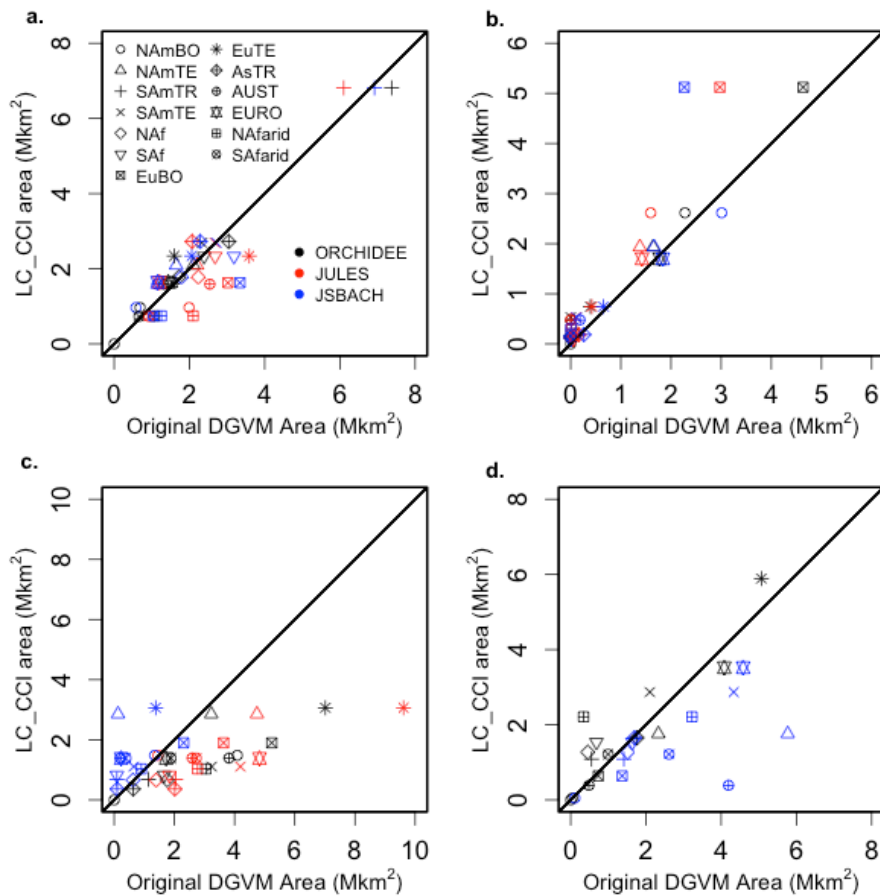 a.
8
6
4
2
0
LC_CCI area (Mkm²)
NAmBO
NAmTE
SAmTR
SAmTE
NAf
SAf
EuBO
EuTE
AsTR
AUST
EURO
NAfarid
SAfarid
ORCHIDEE
JULES
JSBACH
0 2 4 6 8
Original DGVM Area (Mkm²)
b.
6
5
4
3
2
1
0
LC_CCI area (Mkm²)
0 1 2 3 4 5 6
Original DGVM Area (Mkm²)
c.
10
8
6
4
2
0
LC_CCI area (Mkm²)
0 2 4 6 8 10
Original DGVM Area (Mkm²)
d.
8
6
4
2
0
LC_CCI area (Mkm²)
0 2 4 6 8
Original DGVM Area (Mkm²)